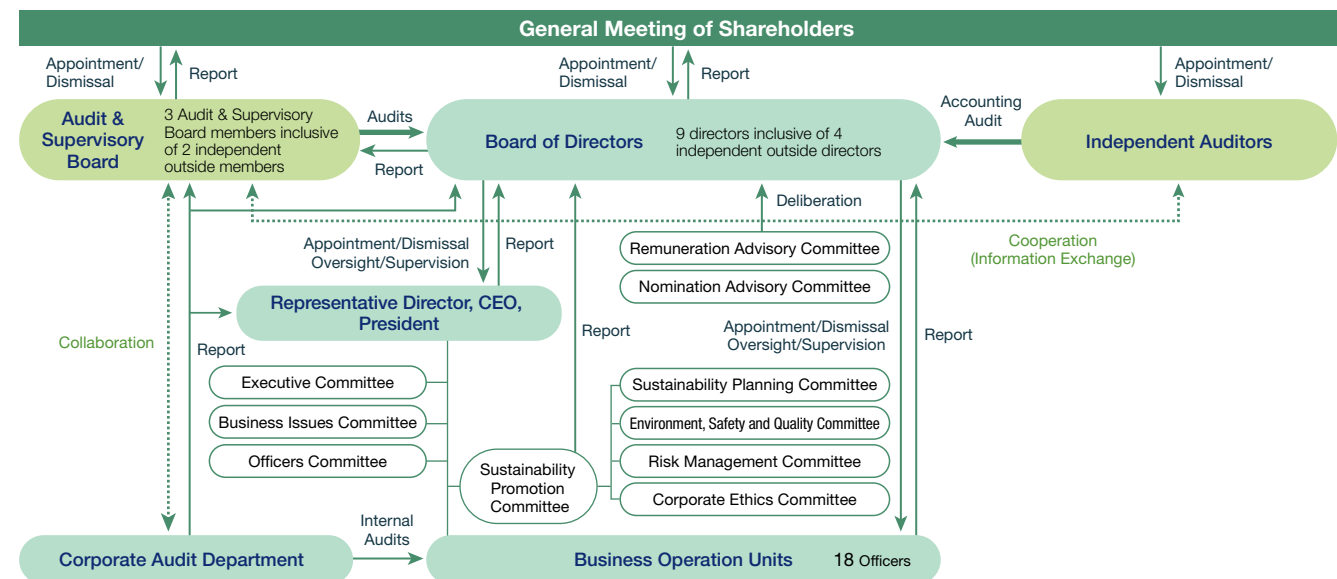 General Meeting of Shareholders
Appointment/
Dismissal
Report
Appointment/
Dismissal
Report
Appointment/
Dismissal
Audit &
Supervisory
Board
3 Audit & Supervisory
Board members inclusive
of 2 independent
outside members
Audits
Report
Board of Directors
9 directors inclusive of 4
independent outside directors
Accounting
Audit
Independent Auditors
Deliberation
Appointment/Dismissal
Oversight/Supervision
Report
Remuneration Advisory Committee
Nomination Advisory Committee
Cooperation
(Information Exchange)
Representative Director, CEO,
President
Collaboration
Report
Report
Appointment/Dismissal
Oversight/Supervision
Report
Executive Committee
Business Issues Committee
Officers Committee
Sustainability
Promotion
Committee
Sustainability Planning Committee
Environment, Safety and Quality Committee
Risk Management Committee
Corporate Ethics Committee
Internal
Audits
Corporate Audit Department
Business Operation Units
18 Officers